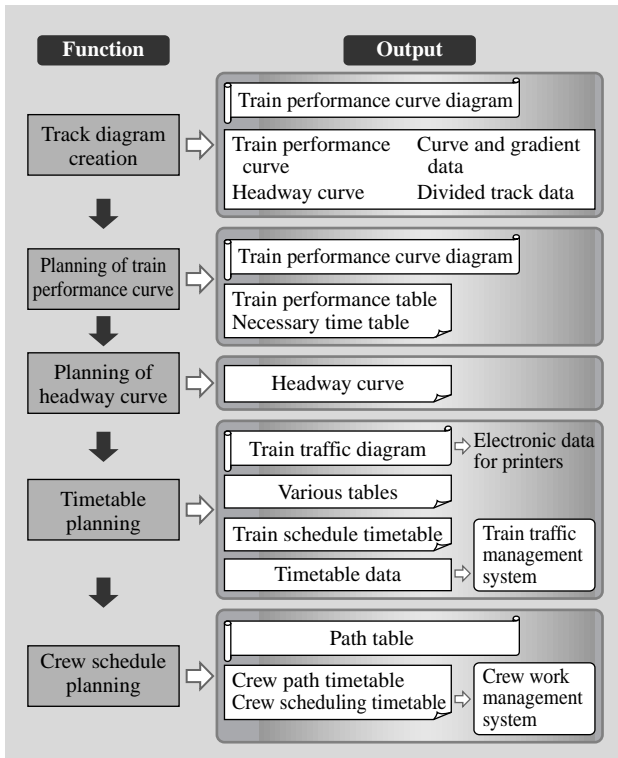 Function
Output
Track diagram
creation
Train performance curve diagram
Train performance
curve
Headway curve
Curve and gradient
data
Divided track data
Planning of train
performance curve
Train performance curve diagram
Train performance table
Necessary time table
Planning of
headway curve
Headway curve
Timetable
planning
Train traffic diagram
Electronic data
for printers
Various tables
Train schedule timetable
Timetable data
Train traffic
management
system
Crew schedule
planning
Path table
Crew path timetable
Crew scheduling timetable
Crew work
management
system